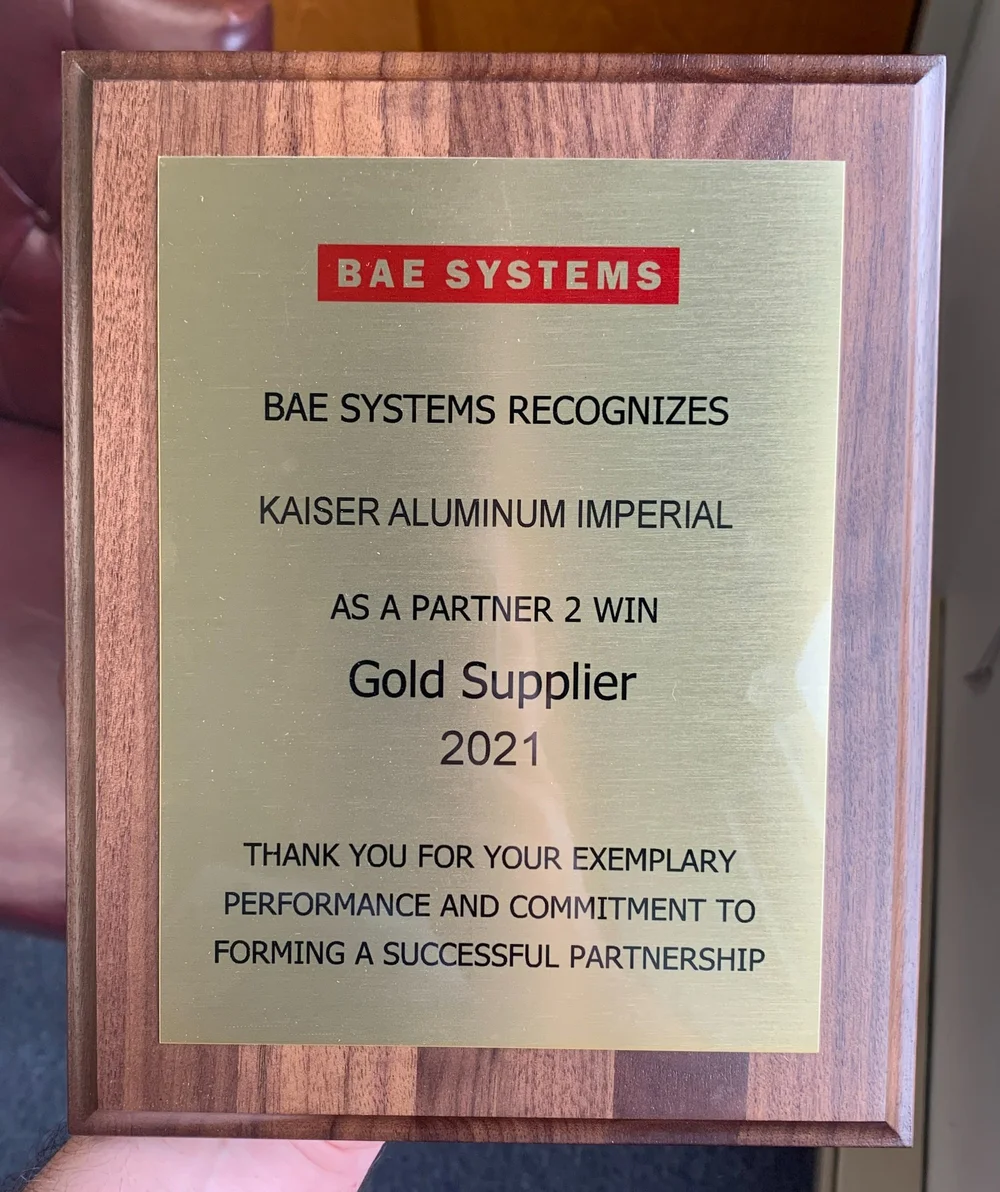 BAE SYSTEMS
BAE SYSTEMS RECOGNIZES
KAISER ALUMINUM IMPERIAL
AS A PARTNER 2 WIN
Gold Supplier
2021
THANK YOU FOR YOUR EXEMPLARY
PERFORMANCE AND COMMITMENT TO
FORMING A SUCCESSFUL PARTNERSHIP